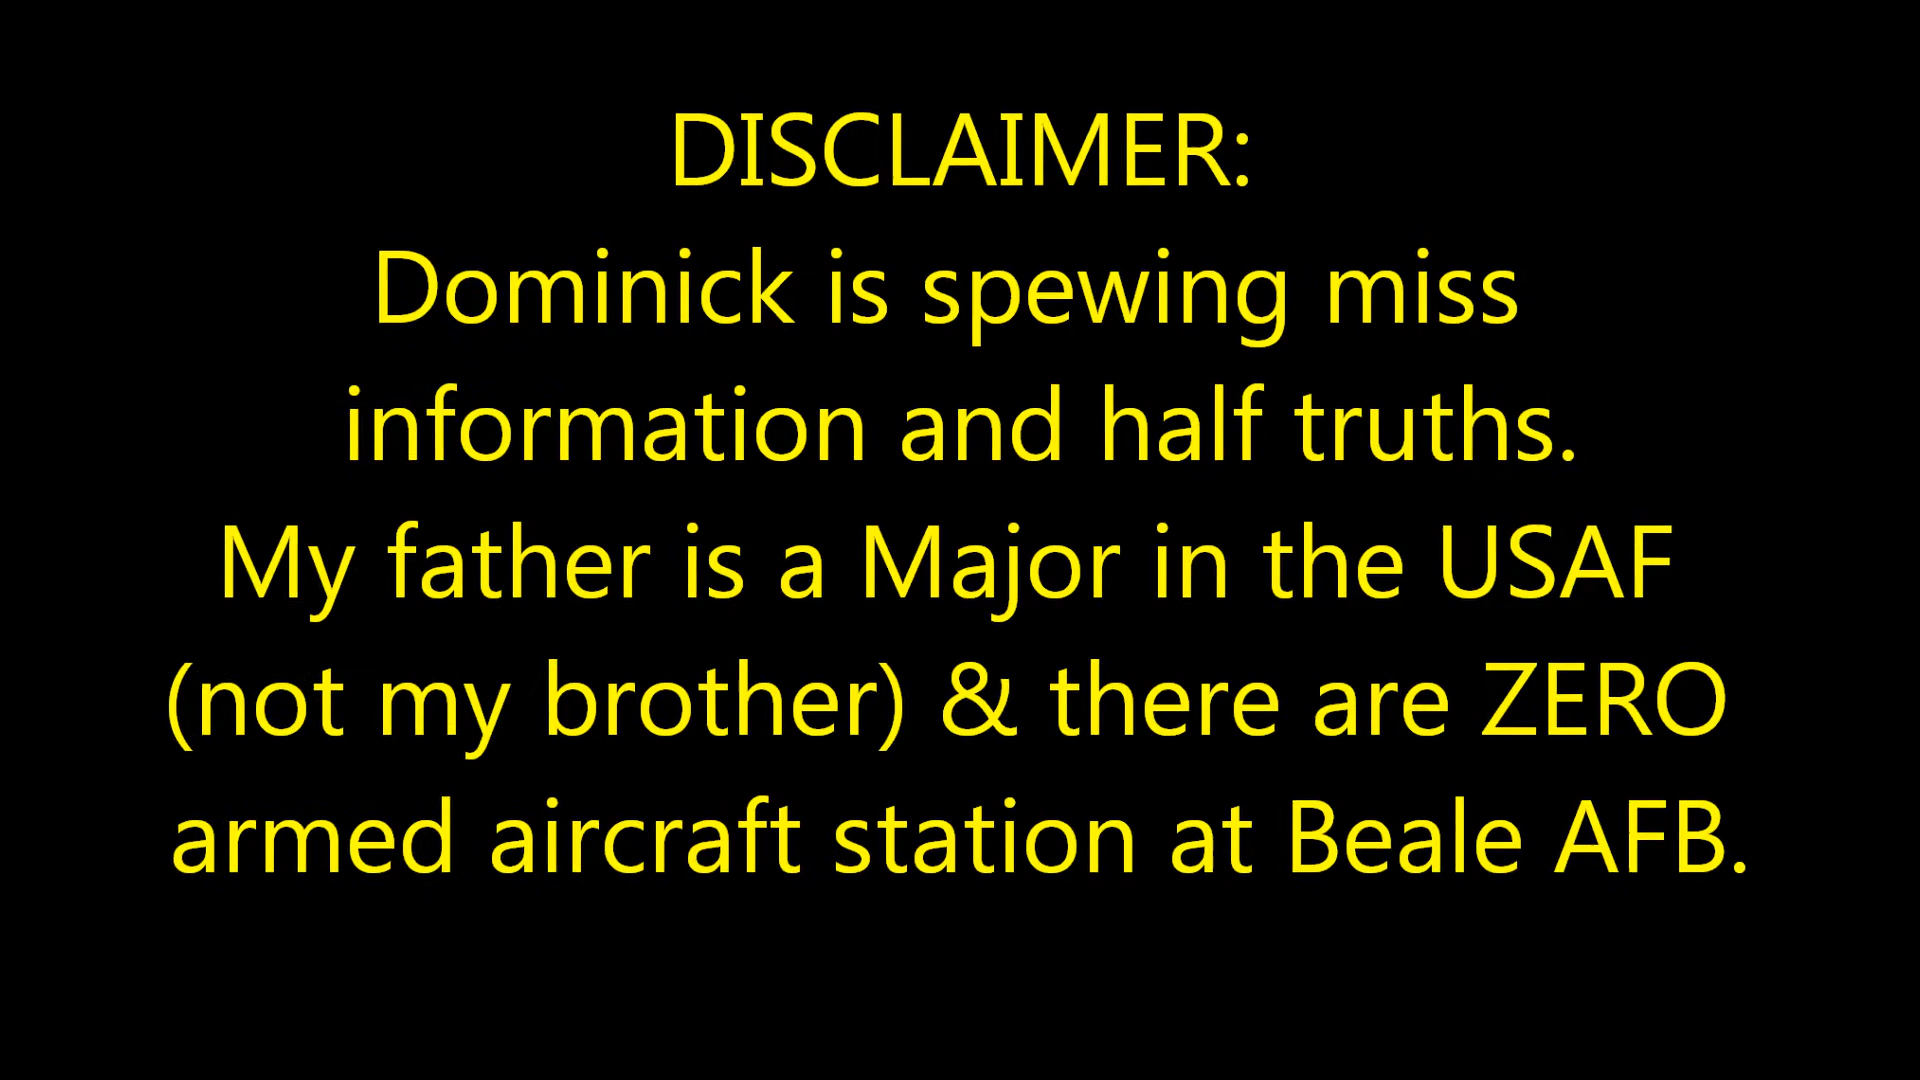 DISCLAIMER:
Dominick is spewing miss
information and half truths.
My father is a Major in the USAF
(not my brother) & there are ZERO
armed aircraft station at Beale AFB.